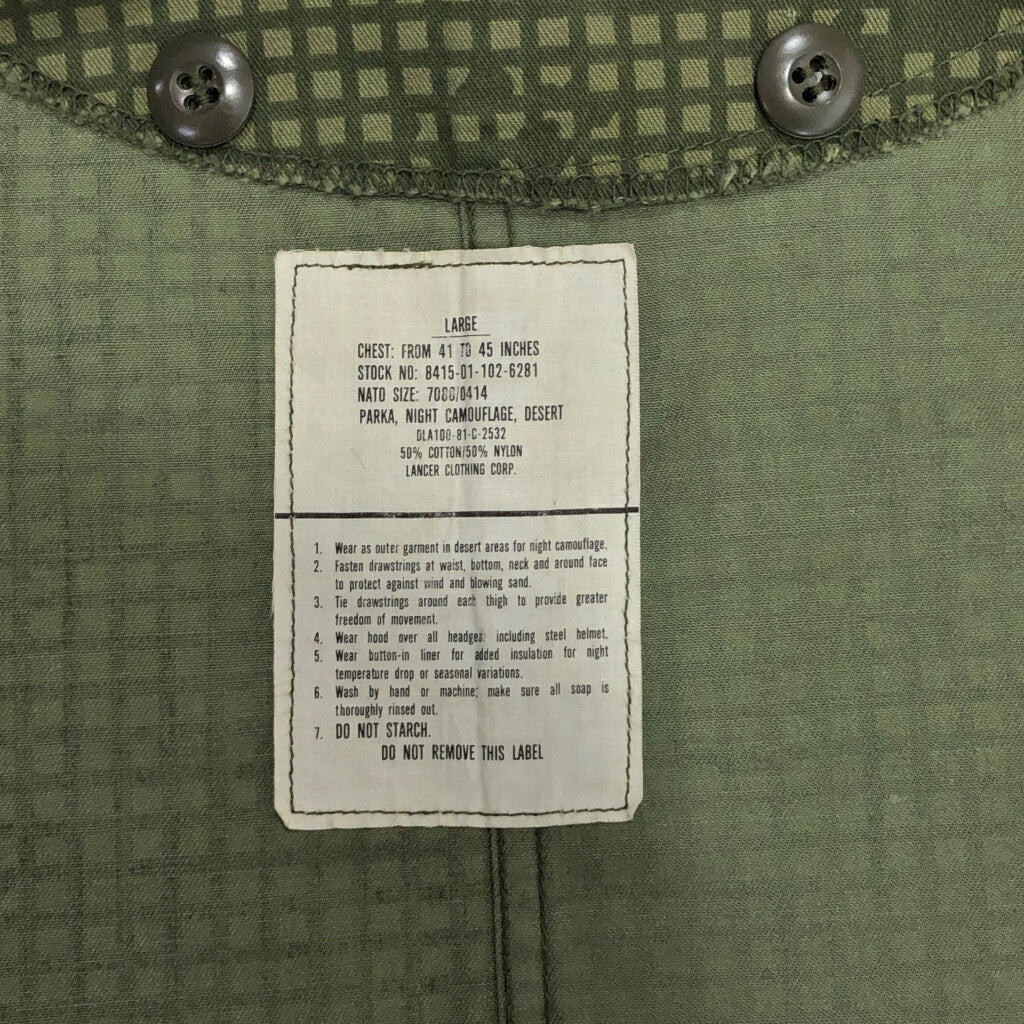 LARGE
CHEST: FROM 41 TO 45 INCHES
STOCK NO: 8415-01-102-6281
NATO SIZE:
PARKA, NIGHT CAMOUFLAGE, DESERT
DLA100-81-C-2532
50% COTTON/50% NYLON
LANCER CLOTHING CORP.
1. Wear as outer garment in desert areas for night camouflage.
2. Fasten drawstrings at waist, bottom, neck and around face
to protect against wind and blowing sand.
3. Tie drawstrings around each thigh to provide greater
freedom of movement.
4. Wear hood over all including steel helmet.
5. Wear button-in liner for added insulation for night
temperature drop or seasonal variations.
6. Wash by hand or machine; make sure all soap is
thoroughly rinsed out.
7. DO NOT STARCH.
DO NOT REMOVE THIS LABEL